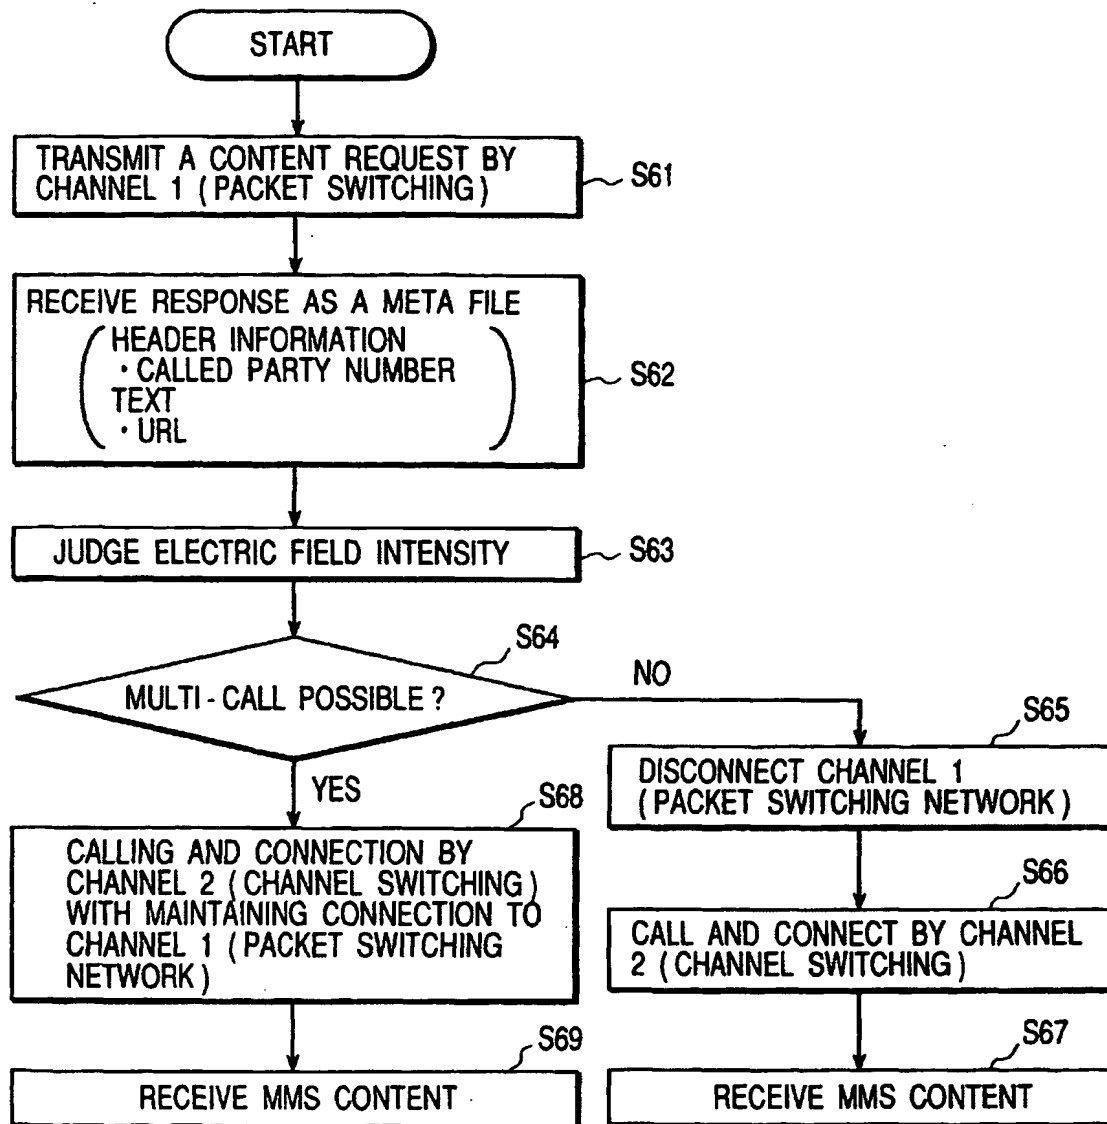 START
TRANSMIT A CONTENT REQUEST BY
CHANNEL 1 (PACKET SWITCHING)
S61
RECEIVE RESPONSE AS A META FILE
HEADER INFORMATION
・CALLED PARTY NUMBER
TEXT
・URL
S62
JUDGE ELECTRIC FIELD INTENSITY
S63
S64
MULTI-CALL POSSIBLE?
NO
YES
S65
DISCONNECT CHANNEL 1
(PACKET SWITCHING NETWORK)
S68
CALLING AND CONNECTION BY
CHANNEL 2 (CHANNEL SWITCHING)
WITH MAINTAINING CONNECTION TO
CHANNEL 1 (PACKET SWITCHING
NETWORK)
S66
CALL AND CONNECT BY CHANNEL
2 (CHANNEL SWITCHING)
S69
RECEIVE MMS CONTENT
S67
RECEIVE MMS CONTENT